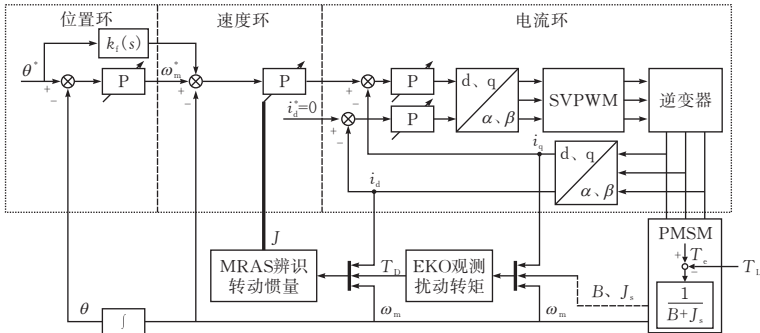 位置环 速度环 电流环
k_f(s)
θ* + − P ω_m* + − P + − P d、q α、β SVPWM 逆变器
i_d*=0 + − P
i_q d、q α、β
i_d
PMSM
J + T_e
MRAS辨识 转动惯量 T_D EKO观测 扰动转矩 − T_L
B、J_s
θ ∫ ω_m ω_m 1/(B+J_s)